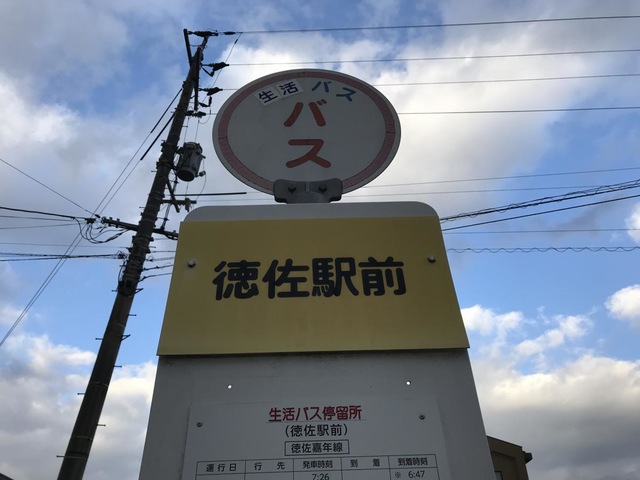 生活バス
バス
徳佐駅前
生活バス停留所
(徳佐駅前)
徳佐嘉年線
運行日 行先 発車時刻 到着 到着時刻
7:26 ※ 6:47